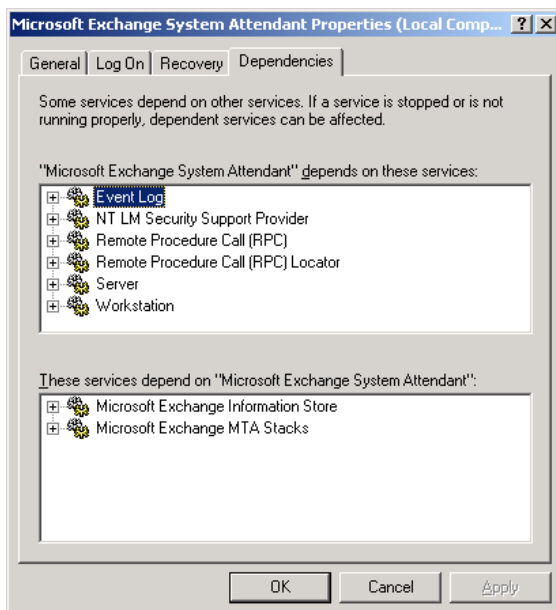 Microsoft Exchange System Attendant Properties (Local Comp...
General Log On Recovery Dependencies
Some services depend on other services. If a service is stopped or is not
running properly, dependent services can be affected.
"Microsoft Exchange System Attendant" depends on these services:
Event Log
NT LM Security Support Provider
Remote Procedure Call (RPC)
Remote Procedure Call (RPC) Locator
Server
Workstation
These services depend on "Microsoft Exchange System Attendant":
Microsoft Exchange Information Store
Microsoft Exchange MTA Stacks
OK Cancel Apply